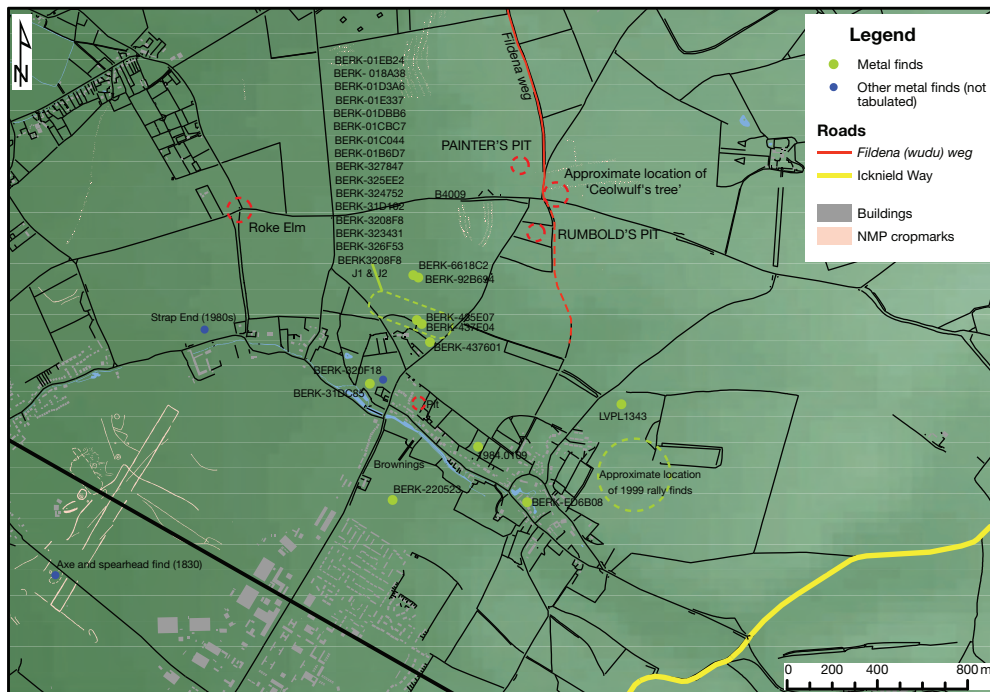 N
Fildena weg
BERK-01EB24
BERK- 018A38
BERK-01D3A6
BERK-01E337
BERK-01DBB6
BERK-01CBC7
BERK-01C044
BERK-01B6D7
BERK-327847
BERK-325EE2
BERK-324752
BERK-31D182
BERK-3208F8
BERK-323431
BERK-326F53
BERK3208F8
J1 & J2
PAINTER'S PIT
Approximate location of
'Ceolwulf's tree'
B4009
Roke Elm
RUMBOLD'S PIT
BERK-6618C2
BERK-92B694
BERK-495E07
BERK-437E04
BERK-437601
Strap End (1980s)
BERK-320F18
BERK-31DC85
Pit
LVPL1343
1984.0109
Brownings
Approximate location
of 1999 rally finds
BERK-220523
BERK-ED6B08
Axe and spearhead find (1830)
Legend
Metal finds
Other metal finds (not
tabulated)
Roads
Fildena (wudu) weg
Icknield Way
Buildings
NMP cropmarks
0 200 400 800 m